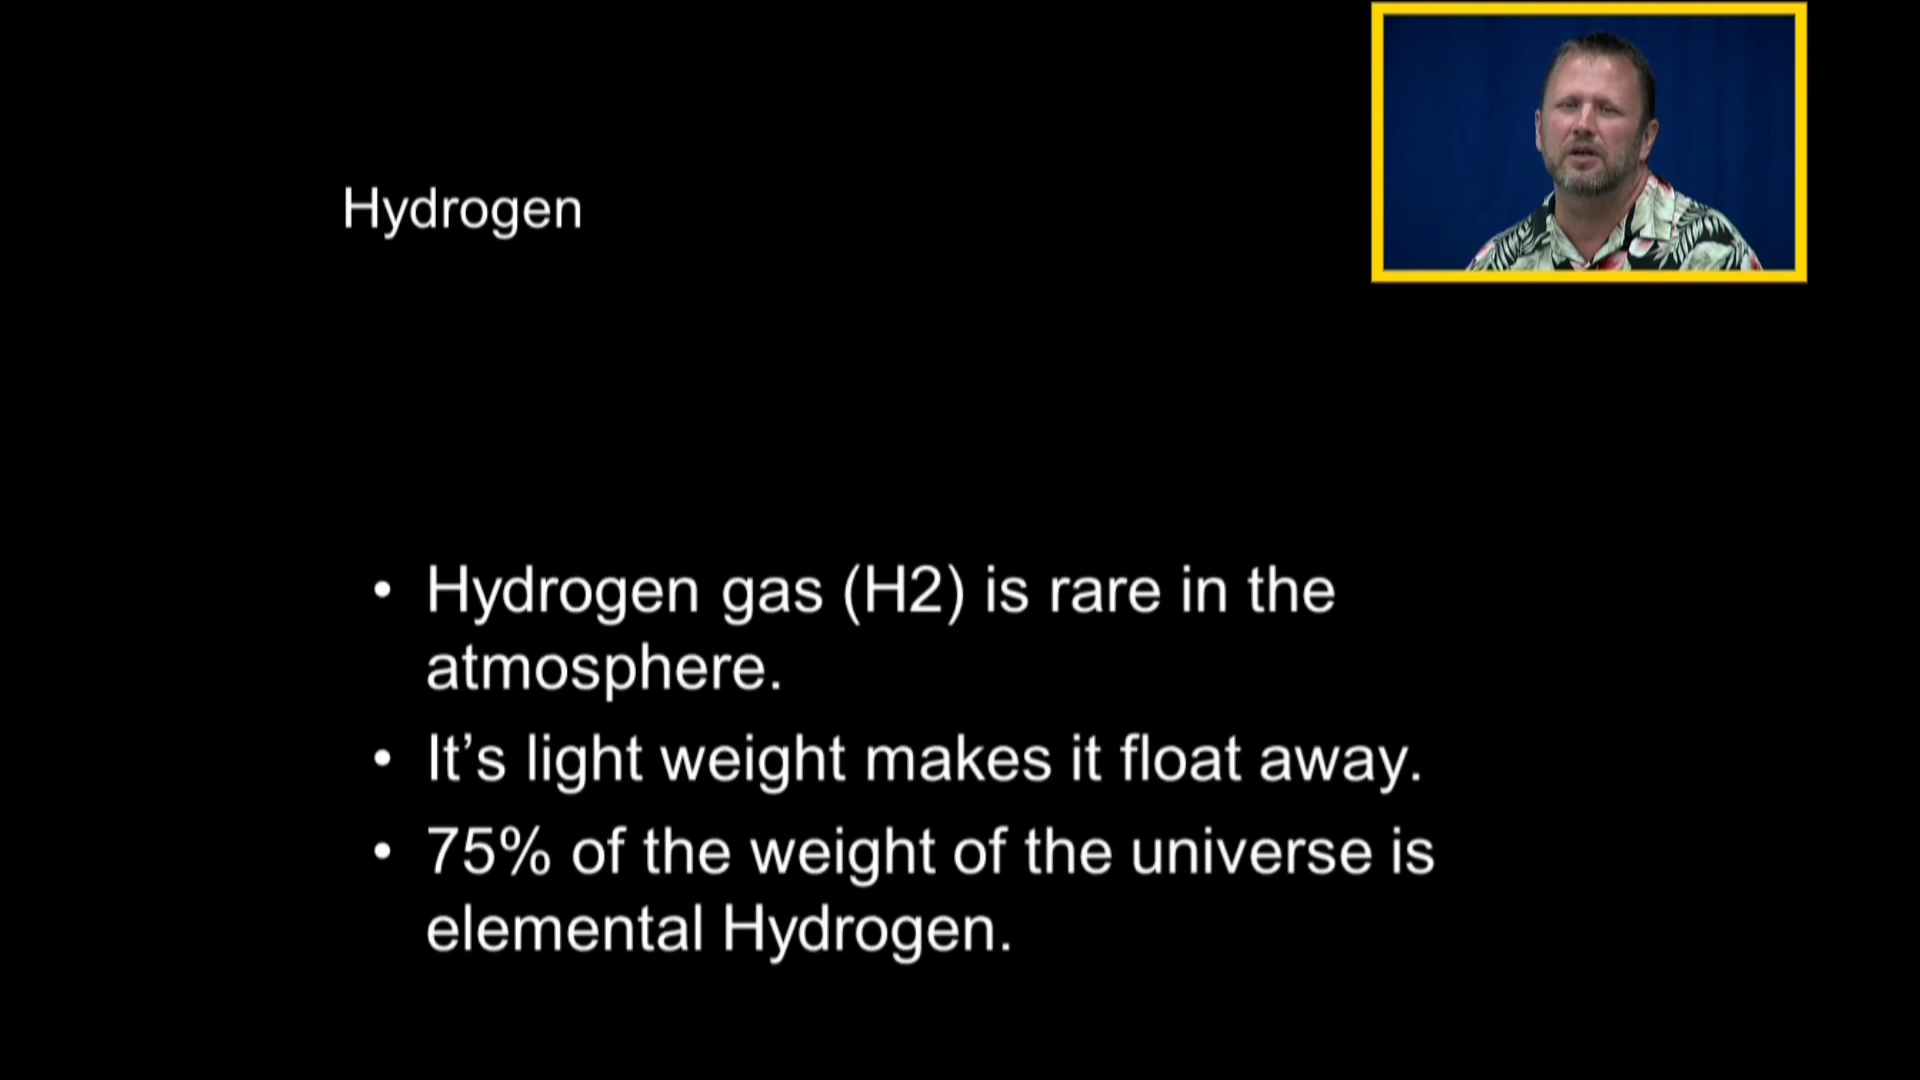 Hydrogen
• Hydrogen gas (H2) is rare in the
atmosphere.
• It’s light weight makes it float away.
• 75% of the weight of the universe is
elemental Hydrogen.